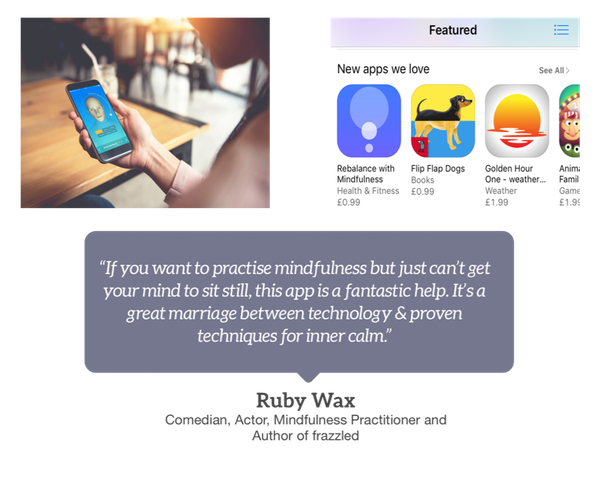 Featured
New apps we love
See All >
Rebalance with
Mindfulness
Health & Fitness
£0.99
Flip Flap Dogs
Books
£0.99
Golden Hour
One - weather...
Weather
£1.99
Anima
Famil
Game
£1.99
“If you want to practise mindfulness but just can’t get
your mind to sit still, this app is a fantastic help. It’s a
great marriage between technology & proven
techniques for inner calm.”
Ruby Wax
Comedian, Actor, Mindfulness Practitioner and
Author of frazzled